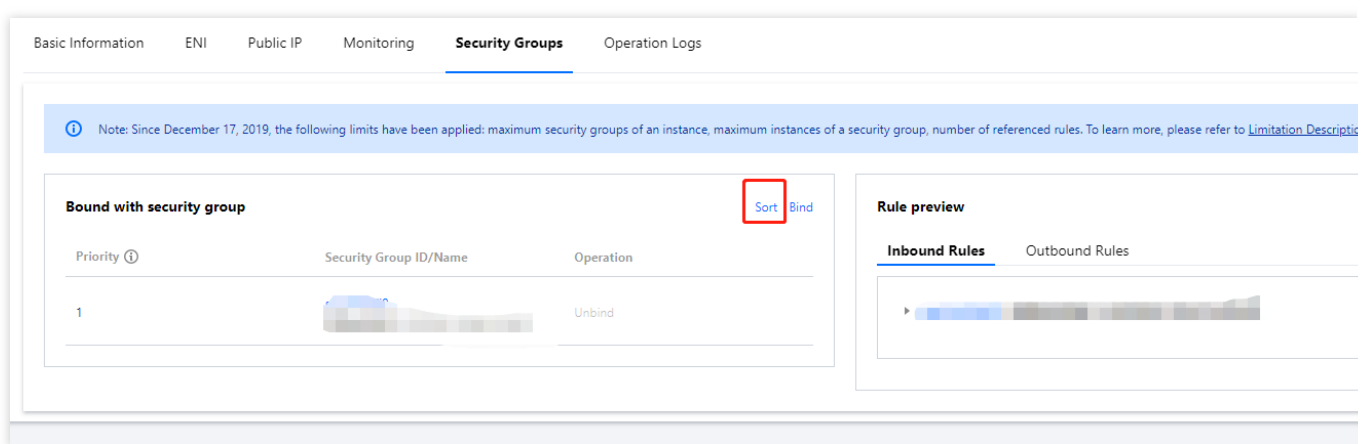 Basic Information ENI Public IP Monitoring Security Groups Operation Logs
Note: Since December 17, 2019, the following limits have been applied: maximum security groups of an instance, maximum instances of a security group, number of referenced rules. To learn more, please refer to Limitation Descriptio
Bound with security group Sort Bind
Priority Security Group ID/Name Operation
1 Unbind
Rule preview
Inbound Rules Outbound Rules